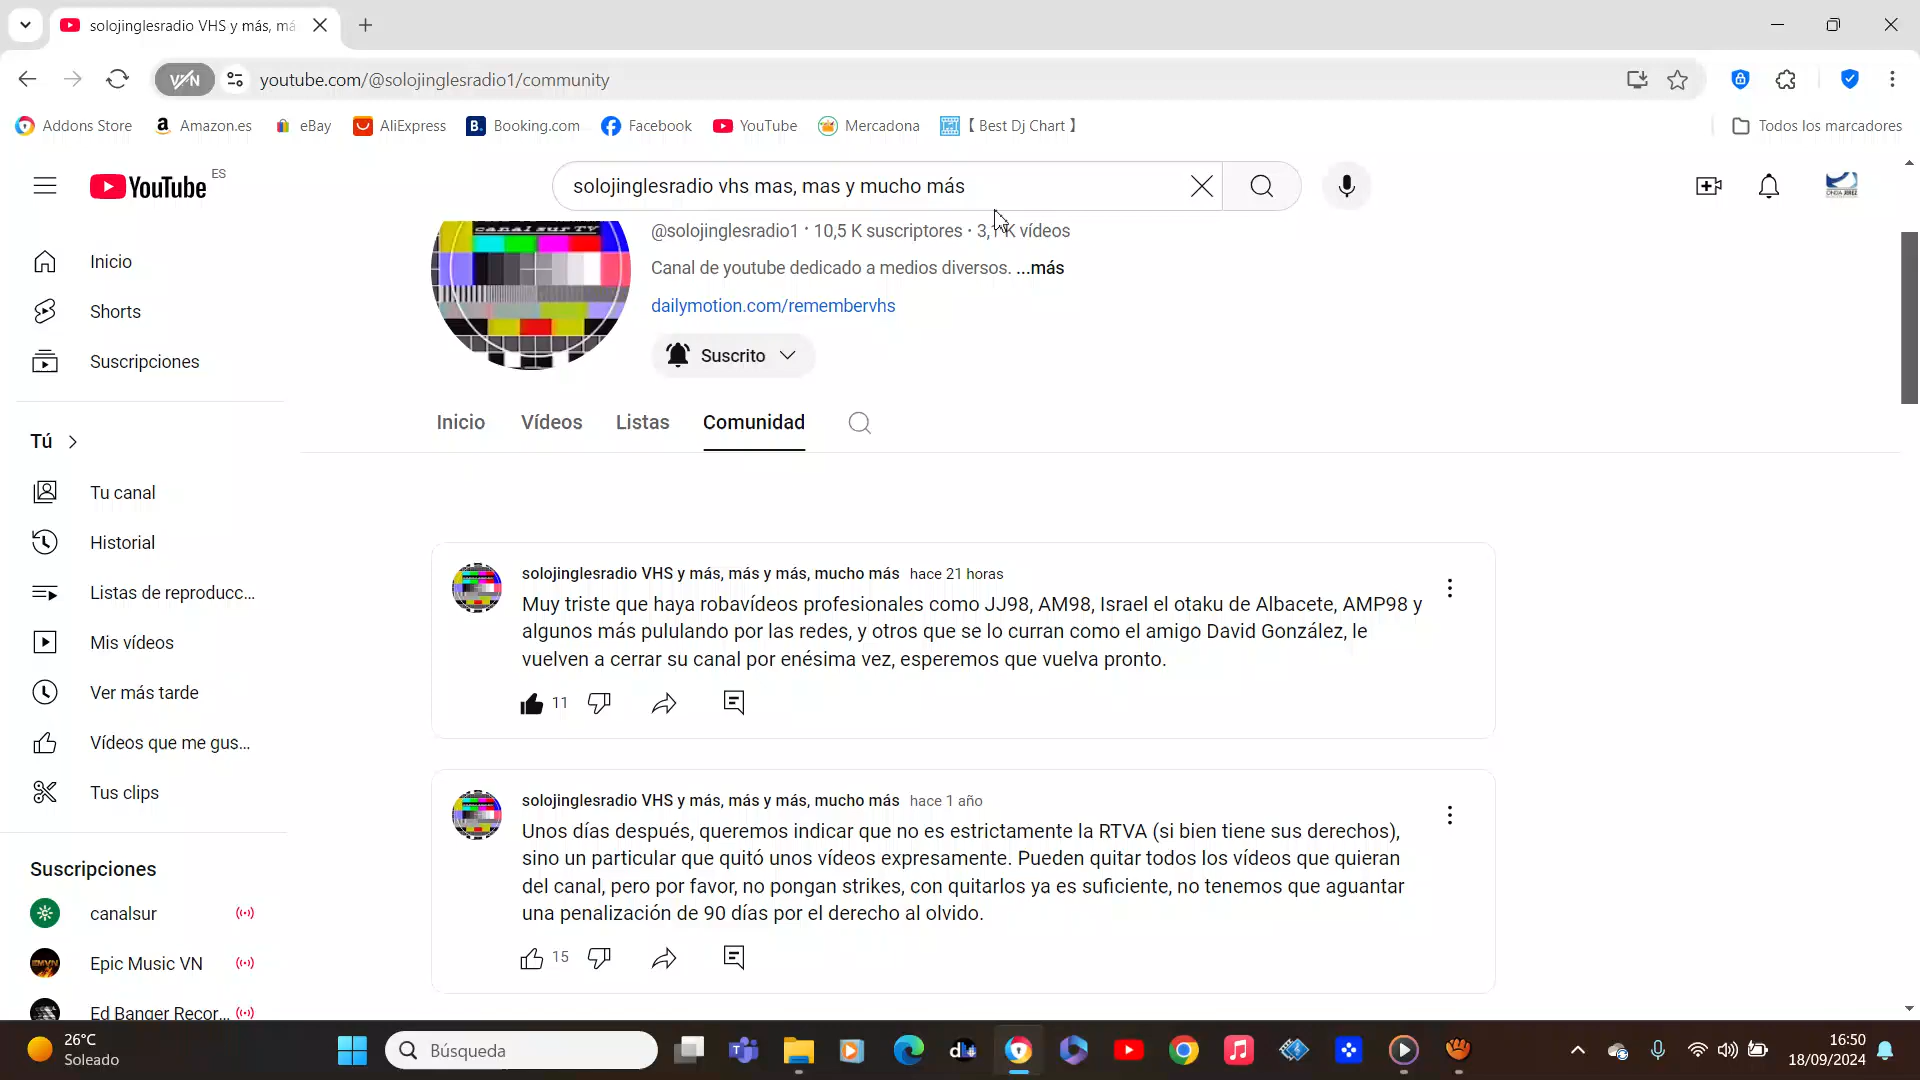 solojinglesradio VHS y más, má
youtube.com/@solojinglesradio1/community
Addons Store
Amazon.es
eBay
AliExpress
Booking.com
Facebook
YouTube
Mercadona
【 Best Dj Chart 】
Todos los marcadores
YouTube ES
solojinglesradio vhs mas, mas y mucho más
Inicio
Shorts
Suscripciones
Tú
Tu canal
Historial
Listas de reproducc...
Mis vídeos
Ver más tarde
Vídeos que me gus...
Tus clips
Suscripciones
canalsur
Epic Music VN
Ed Banger Recor...
canal sur TV
@solojinglesradio1 · 10,5 K suscriptores · 3,1 K vídeos
Canal de youtube dedicado a medios diversos. ...más
dailymotion.com/remembervhs
Suscrito
Inicio
Vídeos
Listas
Comunidad
solojinglesradio VHS y más, más y más, mucho más hace 21 horas
Muy triste que haya robavídeos profesionales como JJ98, AM98, Israel el otaku de Albacete, AMP98 y
algunos más pululando por las redes, y otros que se lo curran como el amigo David González, le
vuelven a cerrar su canal por enésima vez, esperemos que vuelva pronto.
11
solojinglesradio VHS y más, más y más, mucho más hace 1 año
Unos días después, queremos indicar que no es estrictamente la RTVA (si bien tiene sus derechos),
sino un particular que quitó unos vídeos expresamente. Pueden quitar todos los vídeos que quieran
del canal, pero por favor, no pongan strikes, con quitarlos ya es suficiente, no tenemos que aguantar
una penalización de 90 días por el derecho al olvido.
15
26°C
Soleado
Búsqueda
16:50
18/09/2024